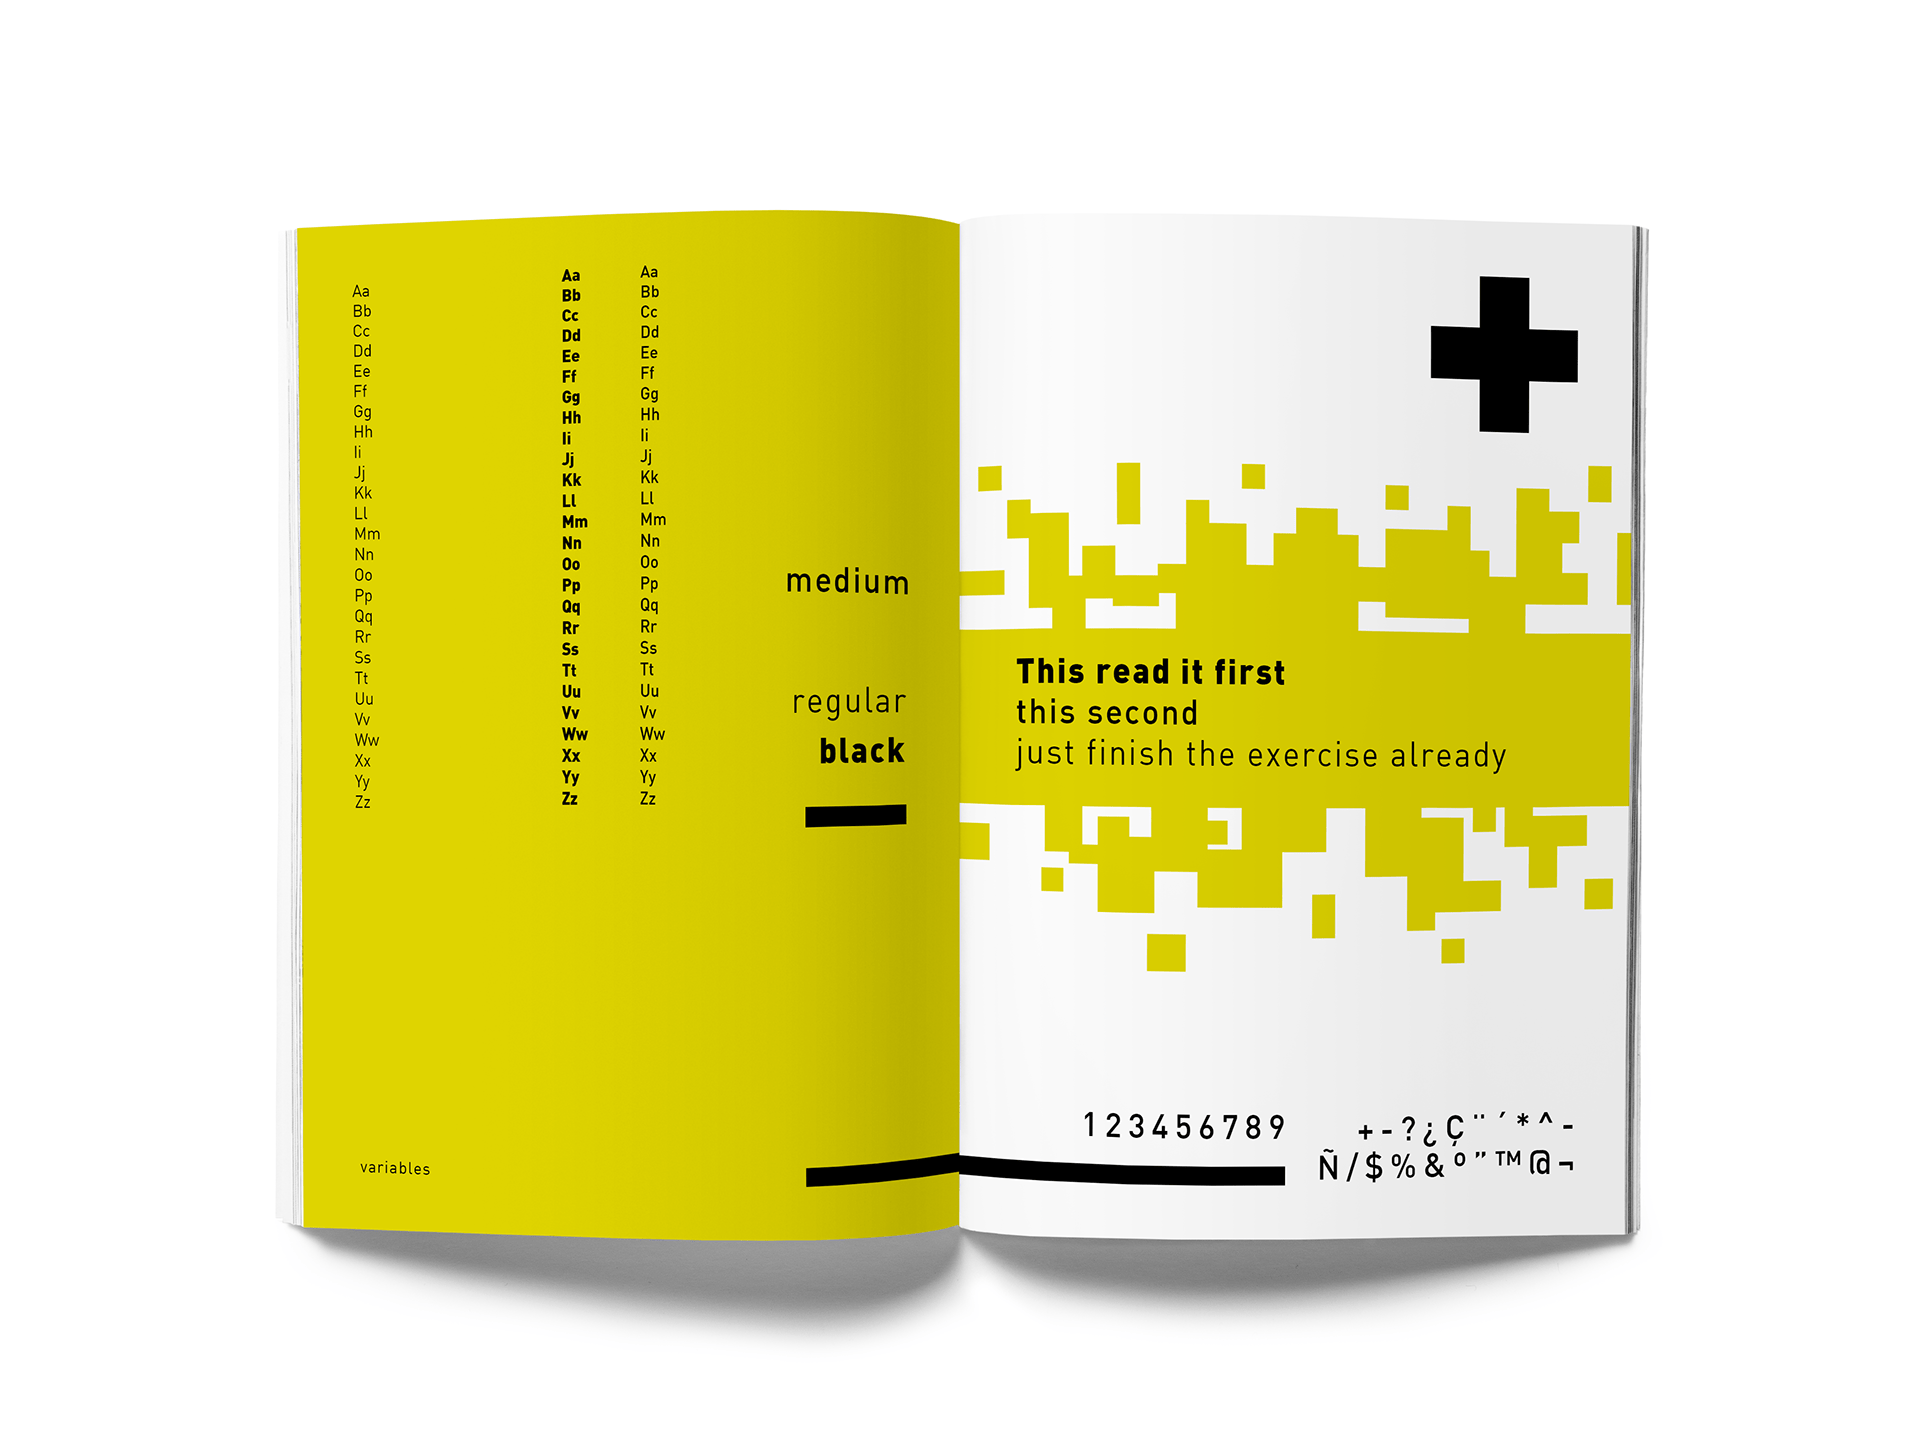 Aa
Bb
Cc
Dd
Ee
Ff
Gg
Hh
Ii
Jj
Kk
Ll
Mm
Nn
Oo
Pp
Qq
Rr
Ss
Tt
Uu
Vv
Ww
Xx
Yy
Zz
Aa
Bb
Cc
Dd
Ee
Ff
Gg
Hh
Ii
Jj
Kk
Ll
Mm
Nn
Oo
Pp
Qq
Rr
Ss
Tt
Uu
Vv
Ww
Xx
Yy
Zz
Aa
Bb
Cc
Dd
Ee
Ff
Gg
Hh
Ii
Jj
Kk
Ll
Mm
Nn
Oo
Pp
Qq
Rr
Ss
Tt
Uu
Vv
Ww
Xx
Yy
Zz
medium
regular
black
variables
This read it first
this second
just finish the exercise already
123456789
+-?¿Ç¨´*^-
Ñ/$%&º”™@¬